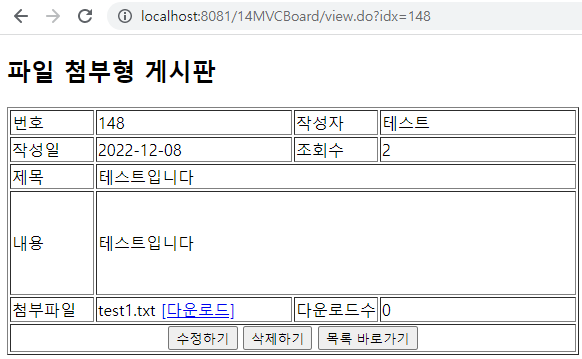 localhost:8081/14MVCBoard/view.do?idx=148
파일 첨부형 게시판
번호 148 작성자 테스트
작성일 2022-12-08 조회수 2
제목 테스트입니다
내용 테스트입니다
첨부파일 test1.txt [다운로드] 다운로드수 0
수정하기 삭제하기 목록 바로가기